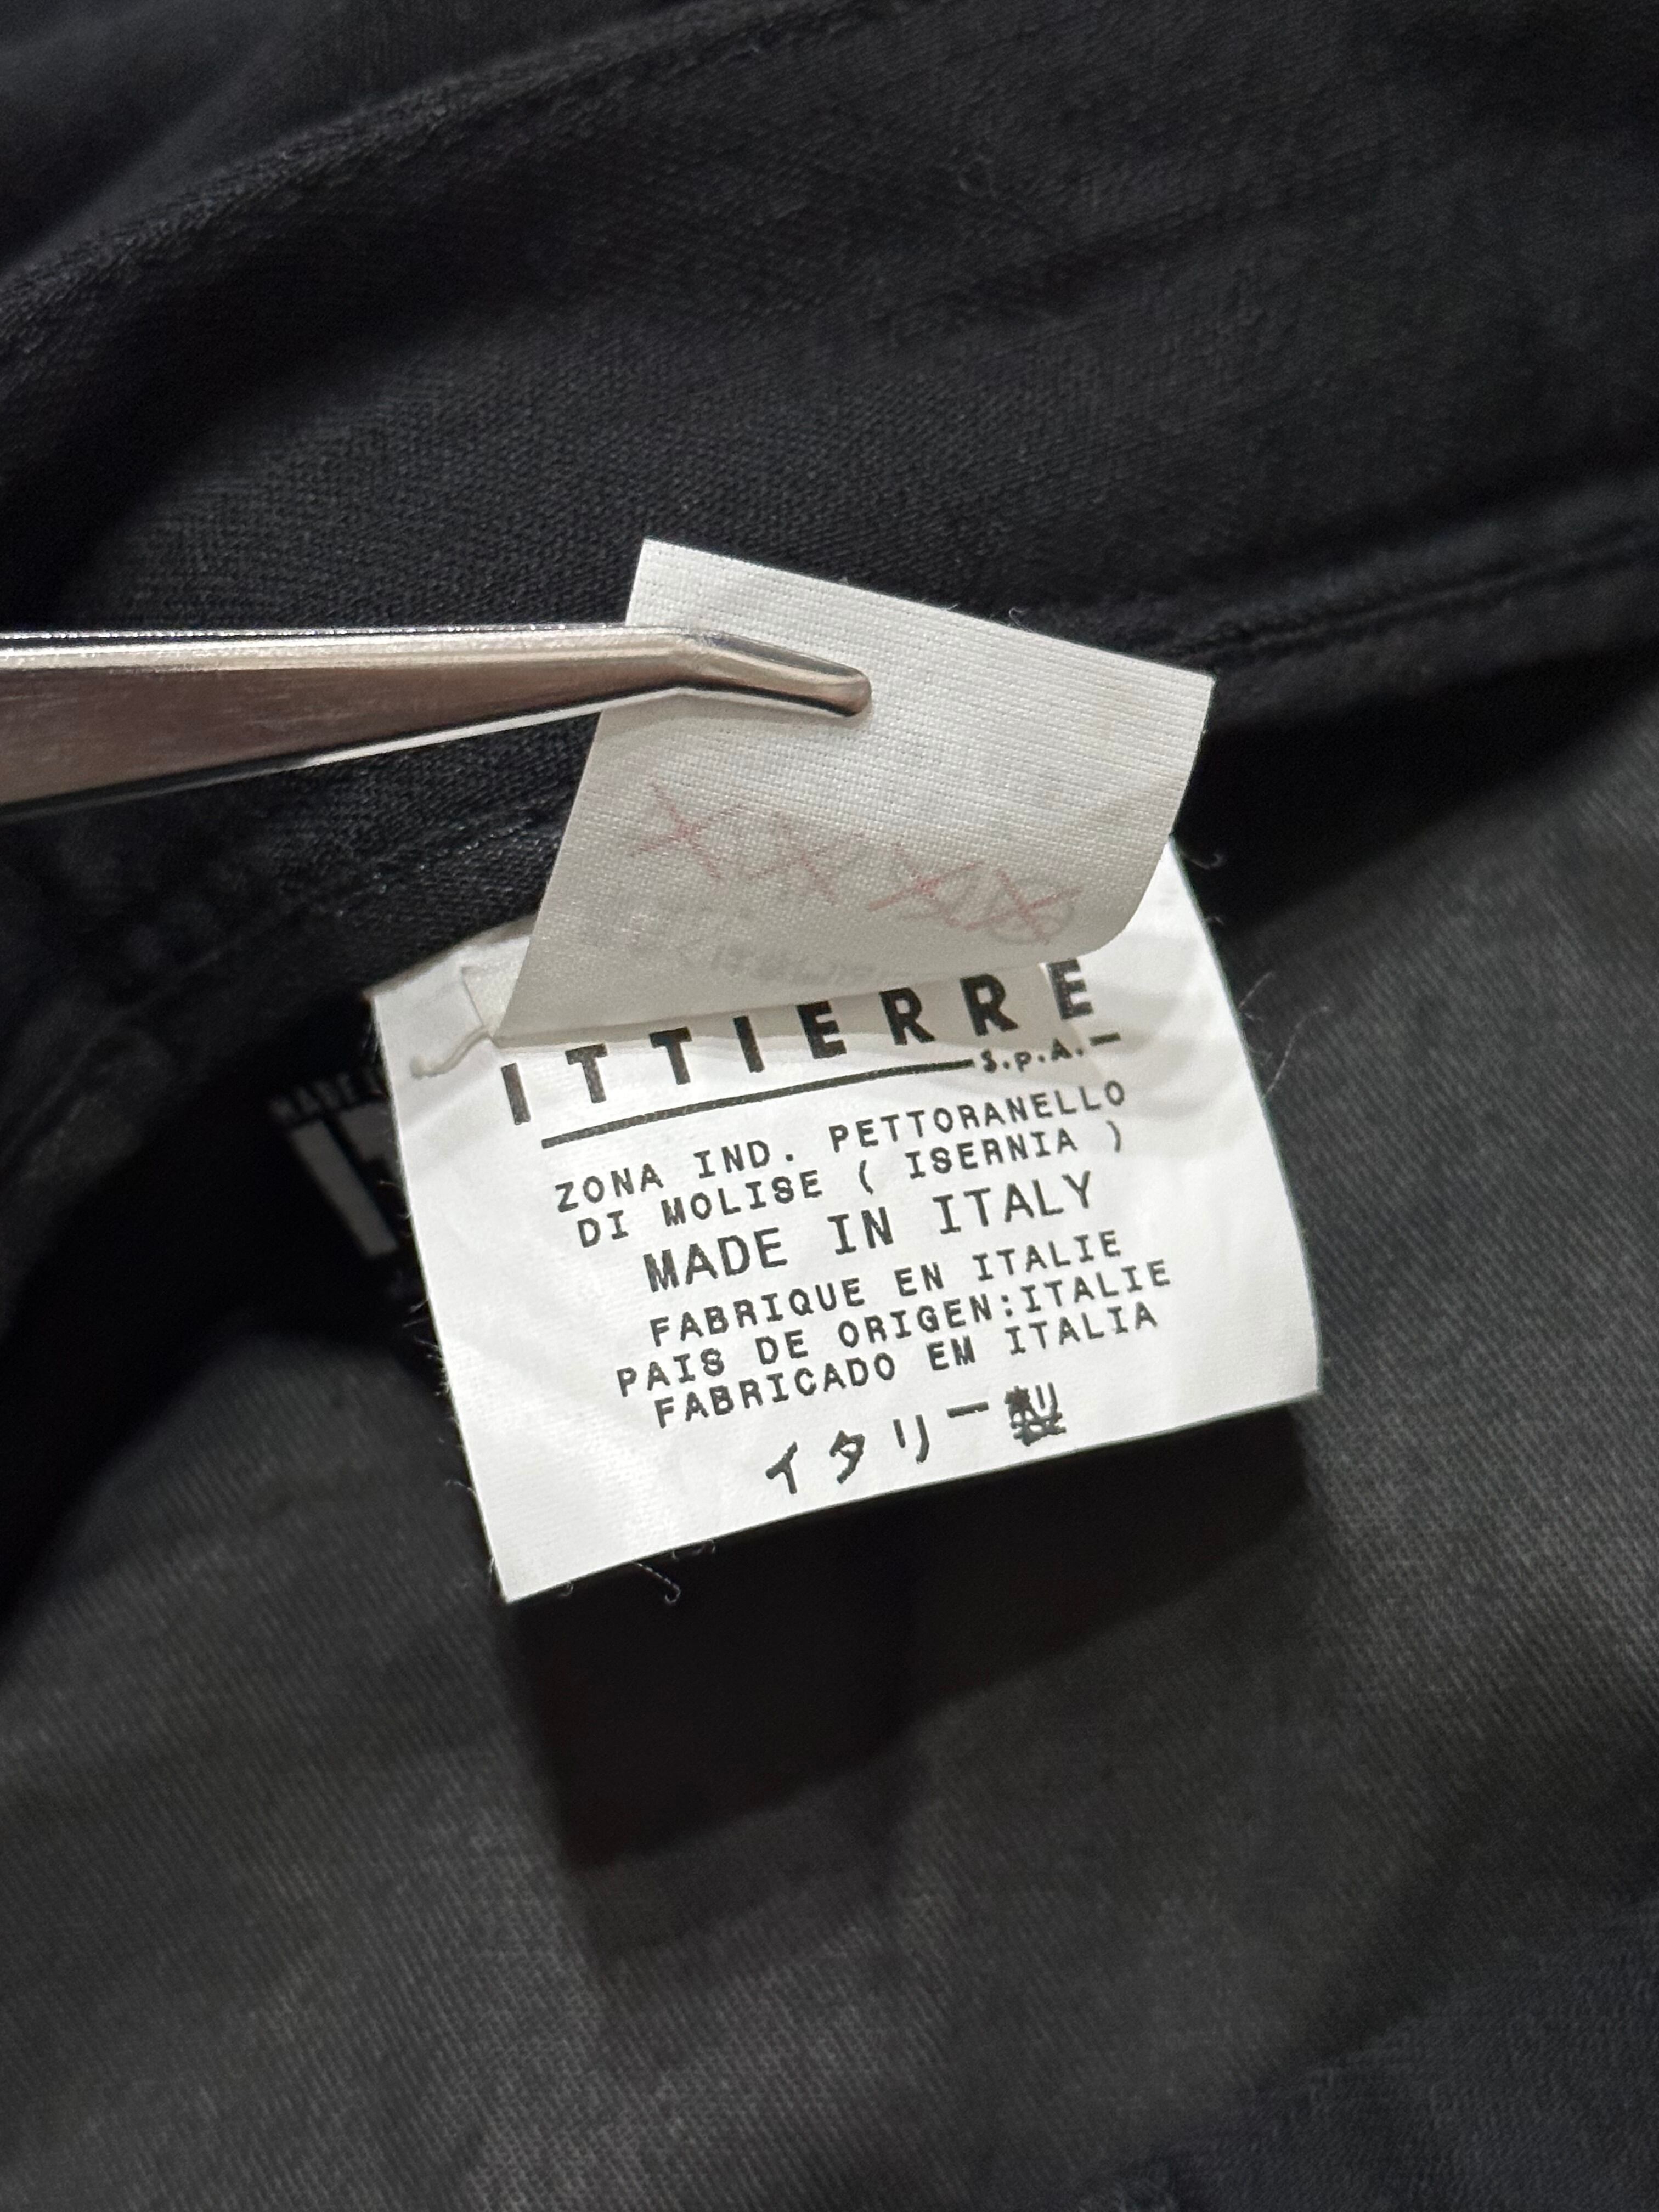 ITTIERRE
S.p.A.
ZONA IND. PETTORANELLO
DI MOLISE ( ISERNIA )
MADE IN ITALY
FABRIQUE EN ITALIE
PAIS DE ORIGEN:ITALIE
FABRICADO EM ITALIA
イタリー製
MADE